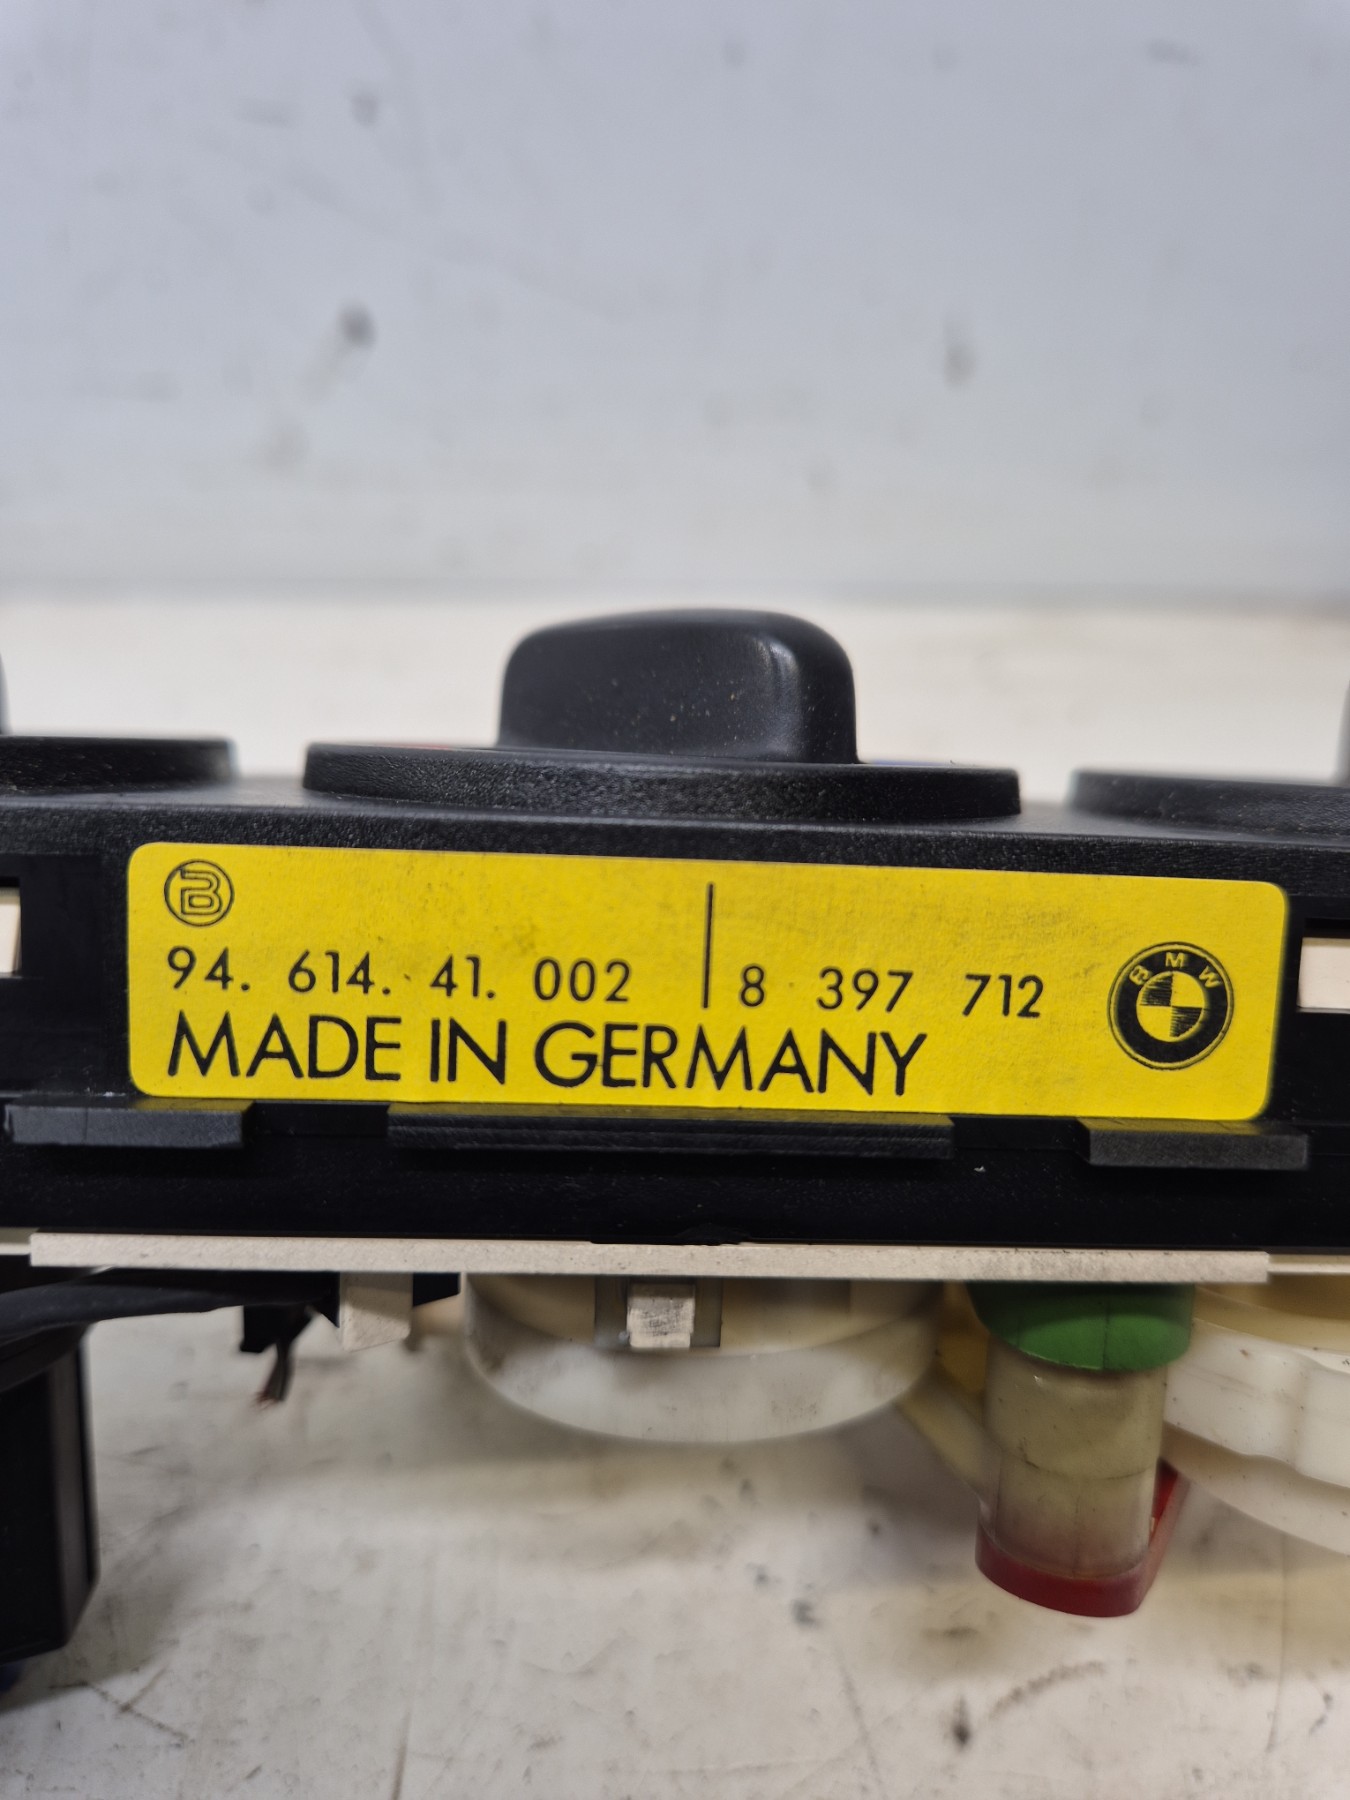 B
94. 614. 41. 002 | 8 397 712
BMW
MADE IN GERMANY